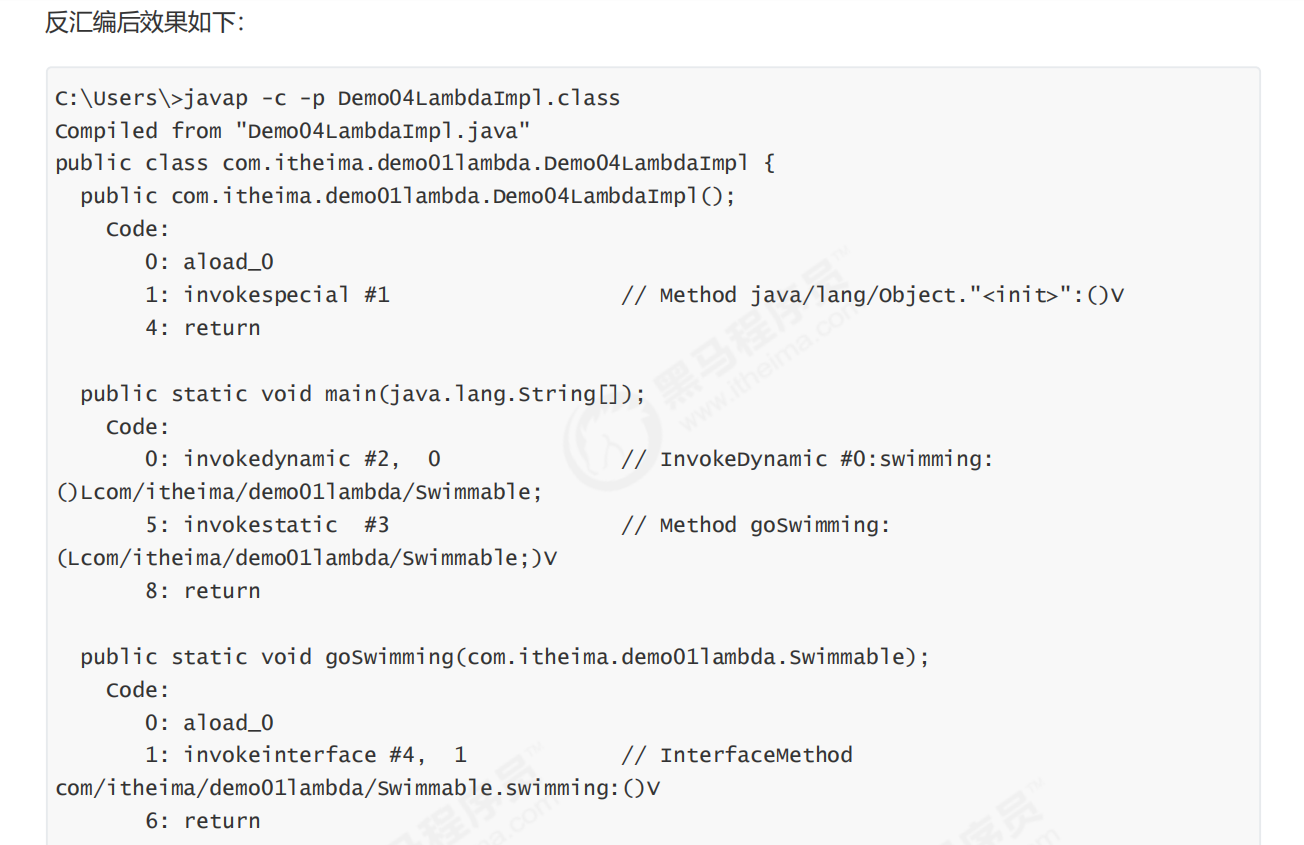 反汇编后效果如下：
C:\Users\>javap -c -p Demo04LambdaImpl.class
Compiled from "Demo04LambdaImpl.java"
public class com.itheima.demo01lambda.Demo04LambdaImpl {
  public com.itheima.demo01lambda.Demo04LambdaImpl();
    Code:
       0: aload_0
       1: invokespecial #1                  // Method java/lang/Object."<init>":()V
       4: return

  public static void main(java.lang.String[]);
    Code:
       0: invokedynamic #2,  0              // InvokeDynamic #0:swimming:
()Lcom/itheima/demo01lambda/Swimmable;
       5: invokestatic  #3                  // Method goSwimming:
(Lcom/itheima/demo01lambda/Swimmable;)V
       8: return

  public static void goSwimming(com.itheima.demo01lambda.Swimmable);
    Code:
       0: aload_0
       1: invokeinterface #4,  1            // InterfaceMethod
com/itheima/demo01lambda/Swimmable.swimming:()V
       6: return
黑马程序员™
www.itheima.com